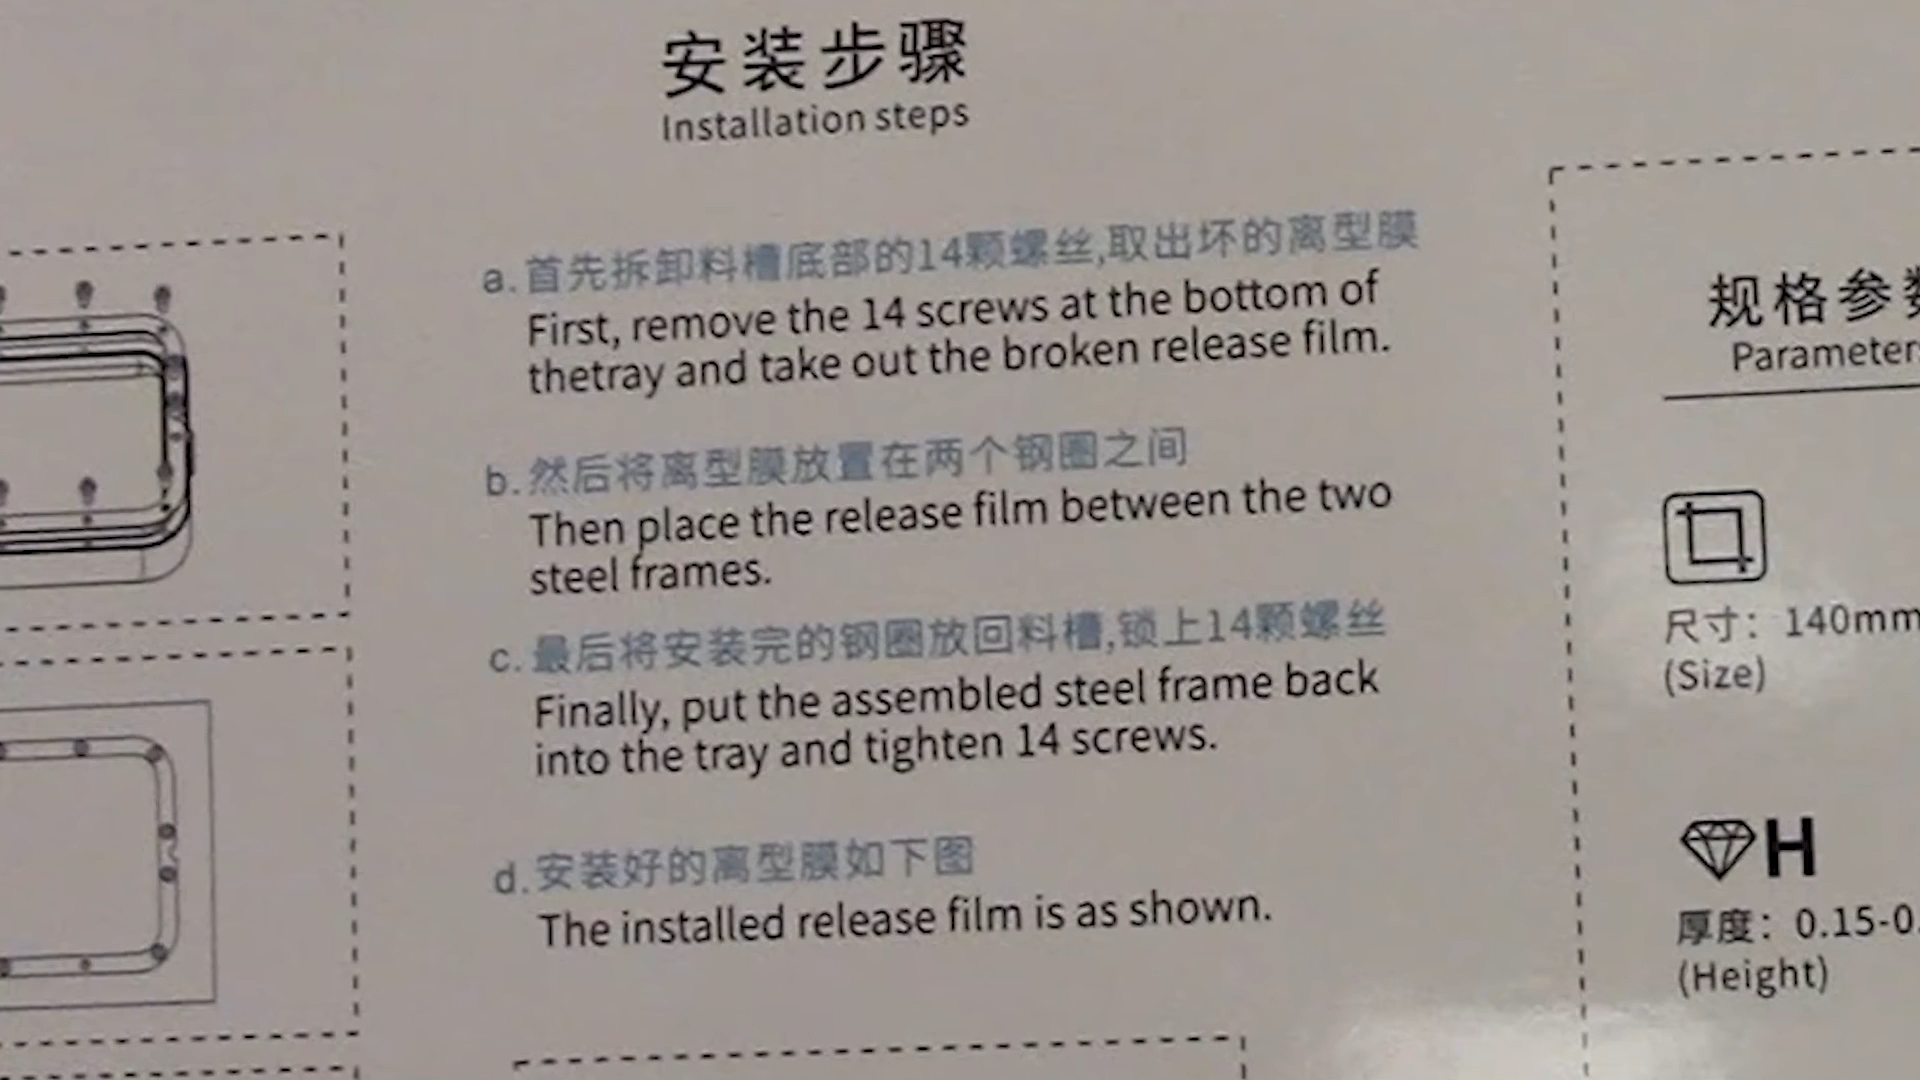 安装步骤
Installation steps
a.首先拆卸料槽底部的14颗螺丝,取出坏的离型膜
First, remove the 14 screws at the bottom of
thetray and take out the broken release film.
b.然后将离型膜放置在两个钢圈之间
Then place the release film between the two
steel frames.
c.最后将安装完的钢圈放回料槽,锁上14颗螺丝
Finally, put the assembled steel frame back
into the tray and tighten 14 screws.
d.安装好的离型膜如下图
The installed release film is as shown.
规格参数
Parameters
尺寸：140mm
(Size)
H
厚度：0.15-0.
(Height)